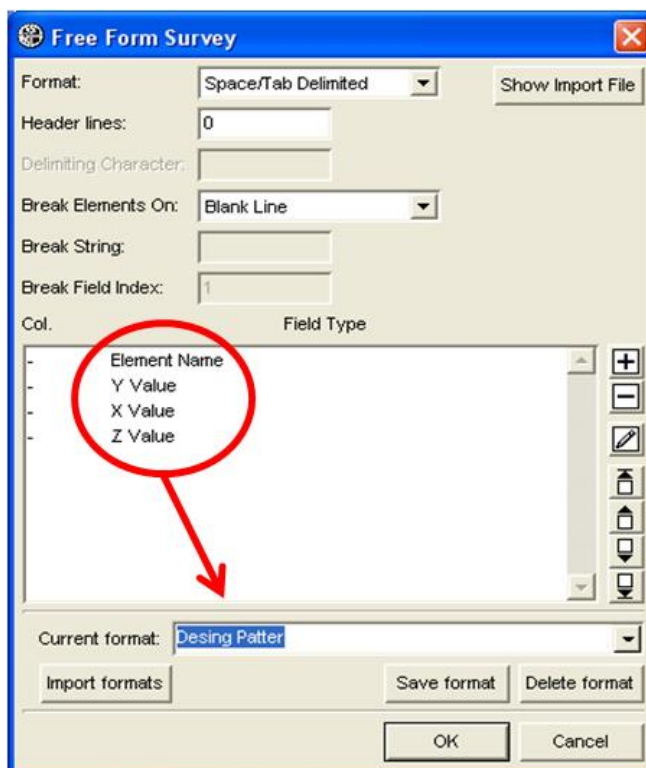 Free Form Survey
Format: Space/Tab Delimited Show Import File
Header lines: 0
Delimiting Character:
Break Elements On: Blank Line
Break String:
Break Field Index: 1
Col. Field Type
- Element Name
- Y Value
- X Value
- Z Value
Current format: Desing Patter
Import formats Save format Delete format
OK Cancel